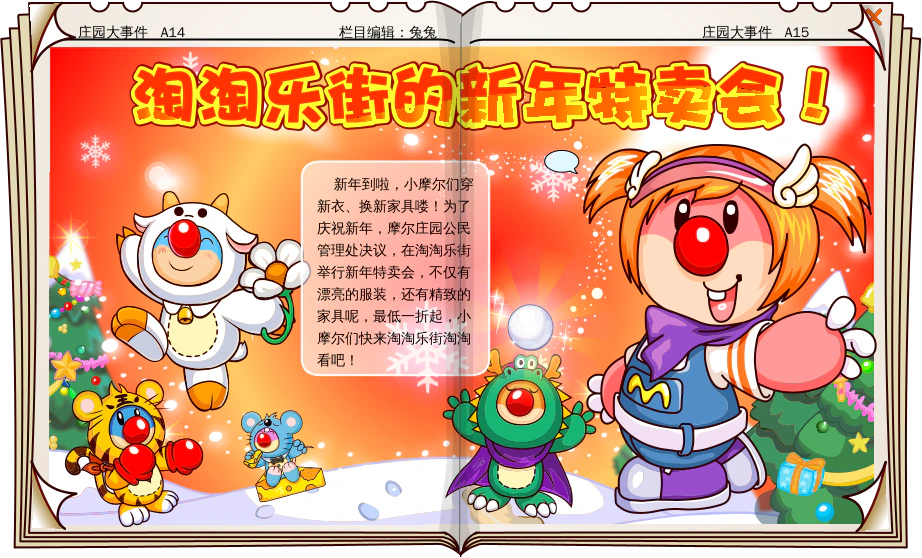 庄园大事件 A14
栏目编辑：兔兔
庄园大事件 A15
淘淘乐街的新年特卖会！
新年到啦，小摩尔们穿
新衣、换新家具喽！为了
庆祝新年，摩尔庄园公民
管理处决议，在淘淘乐街
举行新年特卖会，不仅有
漂亮的服装，还有精致的
家具呢，最低一折起，小
摩尔们快来淘淘乐街淘淘
看吧！